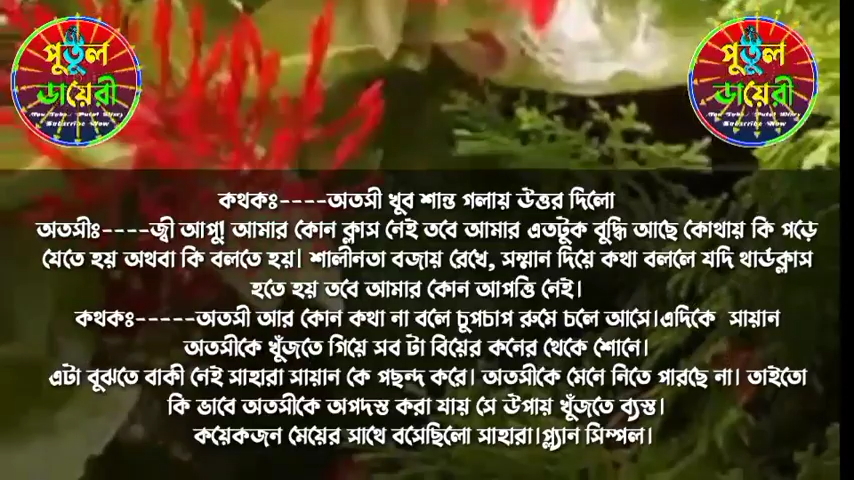 পুতুল
ডায়েরী
পুতুল
ডায়েরী
কথকঃ----অতসী খুব শান্ত গলায় উত্তর দিলো
অতসীঃ----জ্বী আপু! আমার কোন ক্লাস নেই তবে আমার এতটুক বুদ্ধি আছে কোথায় কি পড়ে
যেতে হয় অথবা কি বলতে হয়। শালীনতা বজায় রেখে, সম্মান দিয়ে কথা বললে যদি থার্ডক্লাস
হতে হয় তবে আমার কোন আপত্তি নেই।
কথকঃ-----অতসী আর কোন কথা না বলে চুপচাপ রুমে চলে আসে।এদিকে সায়ান
অতসীকে খুঁজতে গিয়ে সব টা বিয়ের কনের থেকে শোনে।
এটা বুঝতে বাকী নেই সাহারা সায়ান কে পছন্দ করে। অতসীকে মেনে নিতে পারছে না। তাইতো
কি ভাবে অতসীকে অপদস্ত করা যায় সে উপায় খুঁজতে ব্যস্ত।
কয়েকজন মেয়ের সাথে বসেছিলো সাহারা।প্ল্যান সিম্পল।